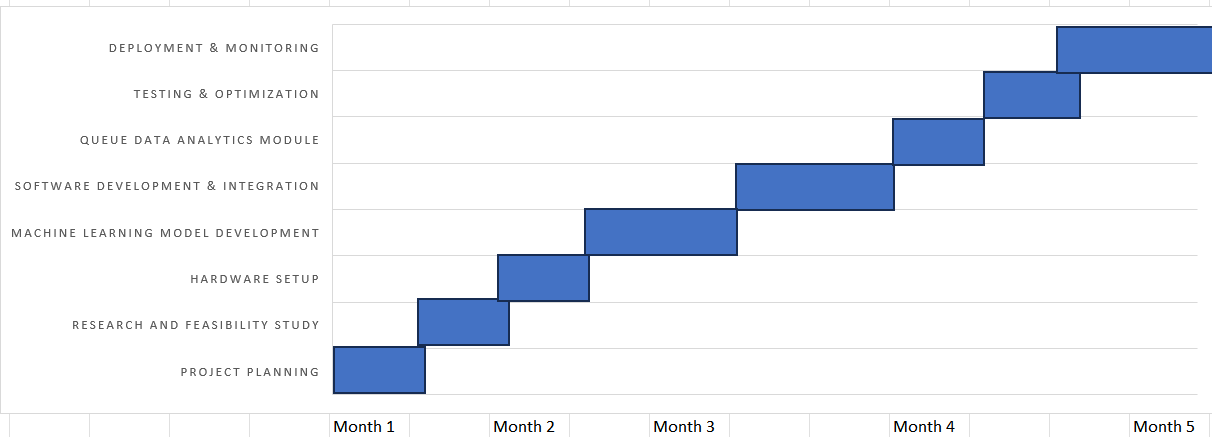 DEPLOYMENT & MONITORING
TESTING & OPTIMIZATION
QUEUE DATA ANALYTICS MODULE
SOFTWARE DEVELOPMENT & INTEGRATION
MACHINE LEARNING MODEL DEVELOPMENT
HARDWARE SETUP
RESEARCH AND FEASIBILITY STUDY
PROJECT PLANNING
Month 1 Month 2 Month 3 Month 4 Month 5